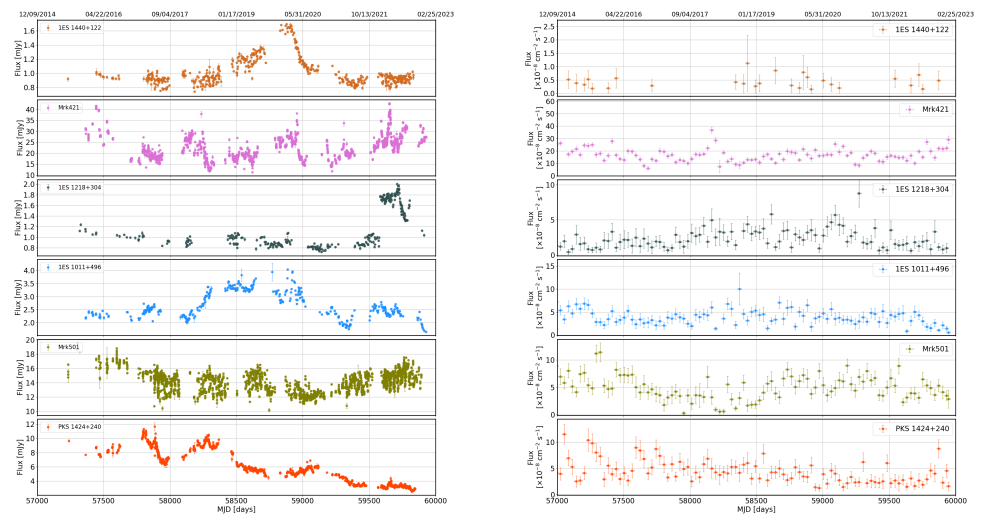 12/09/2014 04/22/2016 09/04/2017 01/17/2019 05/31/2020 10/13/2021 02/25/2023
1ES 1440+122
Flux [mJy]
1.6
1.4
1.2
1.0
0.8
Mrk421
Flux [mJy]
40
35
30
25
20
15
10
1ES 1218+304
Flux [mJy]
2.0
1.8
1.6
1.4
1.2
1.0
0.8
1ES 1011+496
Flux [mJy]
4.0
3.5
3.0
2.5
2.0
Mrk501
Flux [mJy]
20
18
16
14
12
10
PKS 1424+240
Flux [mJy]
12
10
8
6
4
57000 57500 58000 58500 59000 59500 60000
MJD [days]
12/09/2014 04/22/2016 09/04/2017 01/17/2019 05/31/2020 10/13/2021 02/25/2023
1ES 1440+122
Flux
[×10⁻⁸ cm⁻² s⁻¹]
2.5
2.0
1.5
1.0
0.5
0.0
Mrk421
Flux
[×10⁻⁸ cm⁻² s⁻¹]
60
50
40
30
20
10
0
1ES 1218+304
Flux
[×10⁻⁸ cm⁻² s⁻¹]
10
5
0
1ES 1011+496
Flux
[×10⁻⁸ cm⁻² s⁻¹]
15
10
5
0
Mrk501
Flux
[×10⁻⁸ cm⁻² s⁻¹]
10
5
0
PKS 1424+240
Flux
[×10⁻⁸ cm⁻² s⁻¹]
10
5
0
57000 57500 58000 58500 59000 59500 60000
MJD [days]